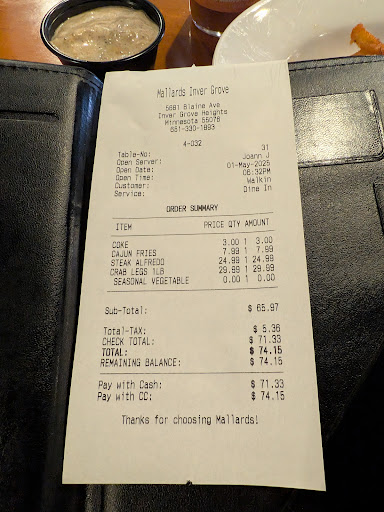 Mallards Inver Grove
5681 Blaine Ave
Inver Grove Heights
Minnesota 55076
651-330-1893
4-032
Table-No: 31
Open Server: Joann J
Open Date: 01-May-2025
Open Time: 06:32PM
Customer: Walkin
Service: Dine In
ORDER SUMMARY
ITEM PRICE QTY AMOUNT
COKE 3.00 1 3.00
CAJUN FRIES 7.99 1 7.99
STEAK ALFREDO 24.99 1 24.99
CRAB LEGS 1LB 29.99 1 29.99
SEASONAL VEGETABLE 0.00 1 0.00
Sub-Total: $ 65.97
Total-TAX: $ 5.36
CHECK TOTAL: $ 71.33
TOTAL: $ 74.15
REMAINING BALANCE: $ 74.15
Pay with Cash: $ 71.33
Pay with CC: $ 74.15
Thanks for choosing Mallards!